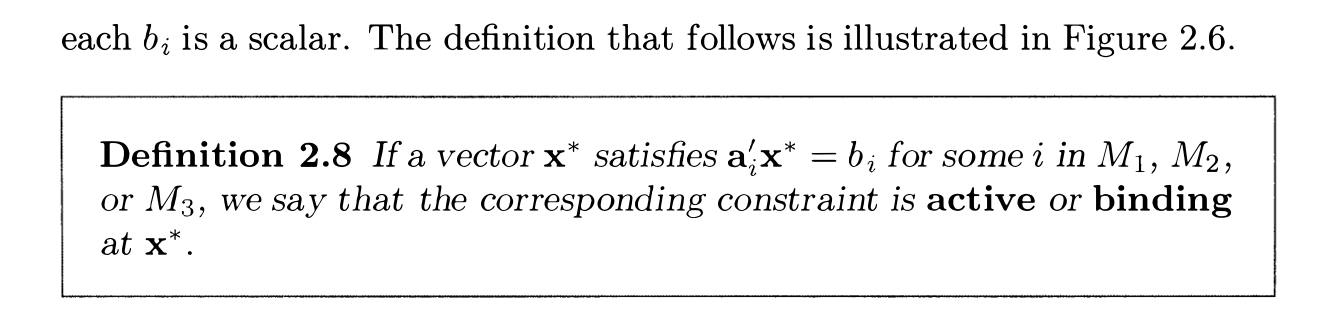 each b_i is a scalar. The definition that follows is illustrated in Figure 2.6.
Definition 2.8 If a vector x* satisfies a′_i x* = b_i for some i in M_1, M_2,
or M_3, we say that the corresponding constraint is active or binding
at x*.